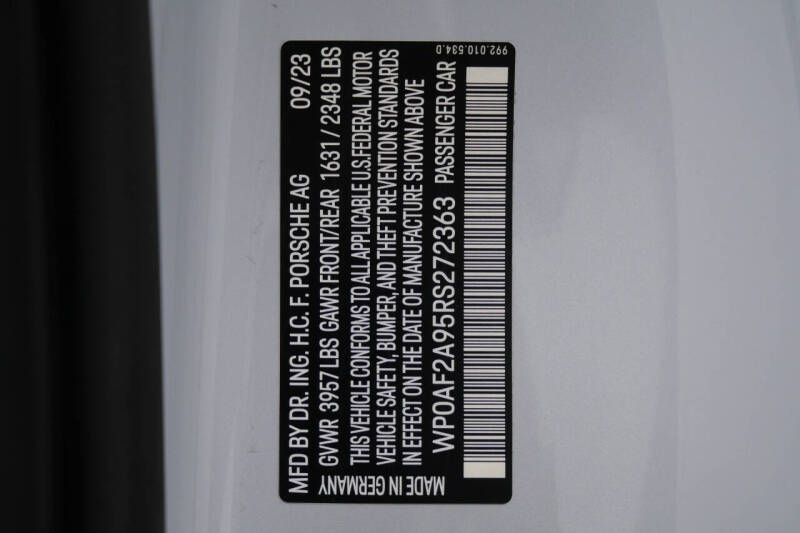 MFD BY DR. ING. H.C. F. PORSCHE AG 09/23
GVWR 3957 LBS GAWR FRONT/REAR 1631/2348 LBS
THIS VEHICLE CONFORMS TO ALL APPLICABLE U.S.FEDERAL MOTOR
VEHICLE SAFETY, BUMPER, AND THEFT PREVENTION STANDARDS
IN EFFECT ON THE DATE OF MANUFACTURE SHOWN ABOVE
WP0AF2A95RS272363 PASSENGER CAR
MADE IN GERMANY
992.010.534.D